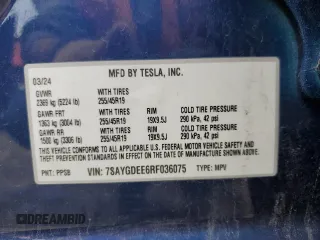 MFD BY TESLA, INC.
03/24
GVWR WITH TIRES
2369 kg (5224 lb) 255/45R19
GAWR FRT WITH TIRES RIM COLD TIRE PRESSURE
1363 kg (3004 lb) 255/45R19 19X9.5J 290 kPa, 42 psi
GAWR RR WITH TIRES RIM COLD TIRE PRESSURE
1500 kg (3306 lb) 255/45R19 19X9.5J 290 kPa, 42 psi
THIS VEHICLE CONFORMS TO ALL APPLICABLE U.S. FEDERAL MOTOR VEHICLE SAFETY AND
THEFT PREVENTION STANDARDS IN EFFECT ON THE DATE OF MANUFACTURE SHOWN ABOVE.
PNT: PPSB VIN: 7SAYGDEE6RF036075 TYPE: MPV
DREAMBID